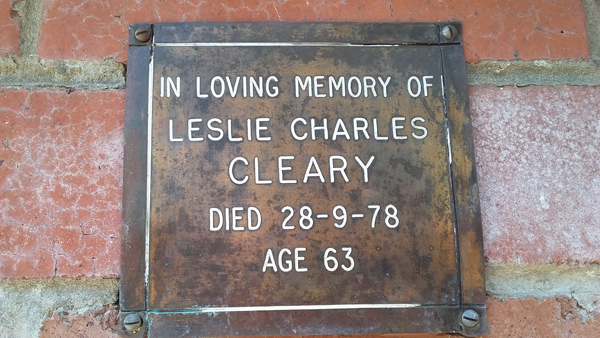 IN LOVING MEMORY OF
LESLIE CHARLES
CLEARY
DIED 28-9-78
AGE 63